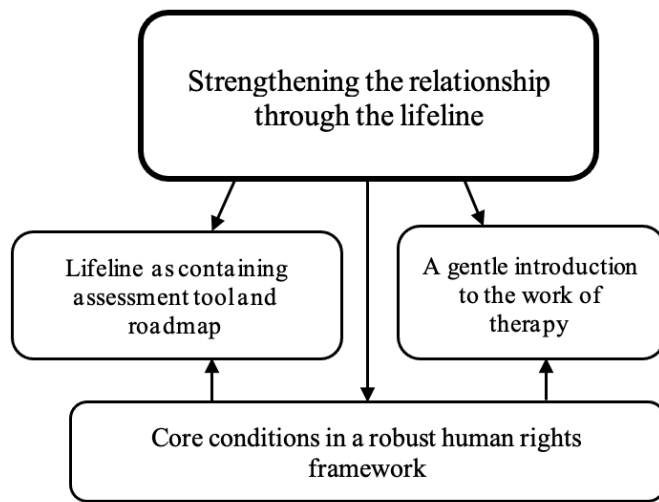 Strengthening the relationship
through the lifeline
Lifeline as containing
assessment tool and
roadmap
A gentle introduction
to the work of
therapy
Core conditions in a robust human rights
framework